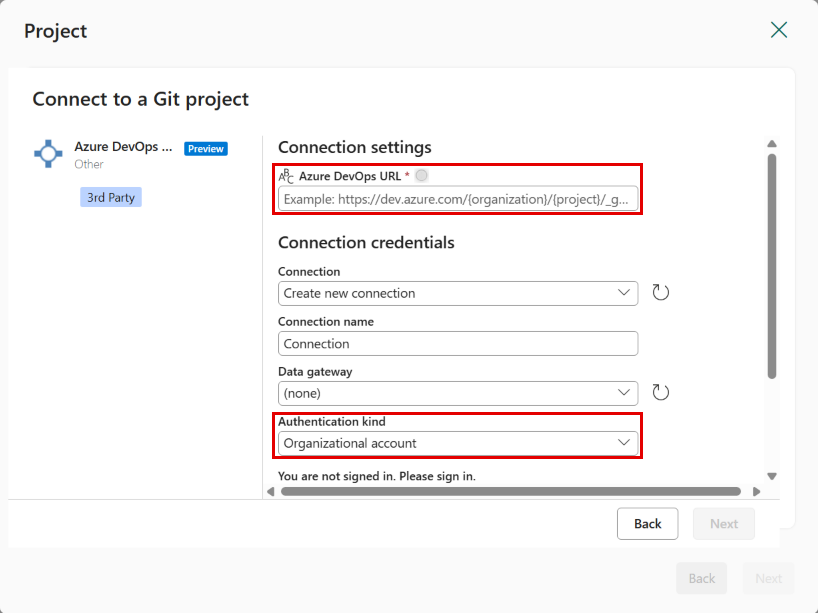 Project
Connect to a Git project
Azure DevOps ...
Preview
Other
3rd Party
Connection settings
ABC Azure DevOps URL *
Example: https://dev.azure.com/{organization}/{project}/_g...
Connection credentials
Connection
Create new connection
Connection name
Connection
Data gateway
(none)
Authentication kind
Organizational account
You are not signed in. Please sign in.
Back
Next
Back
Next